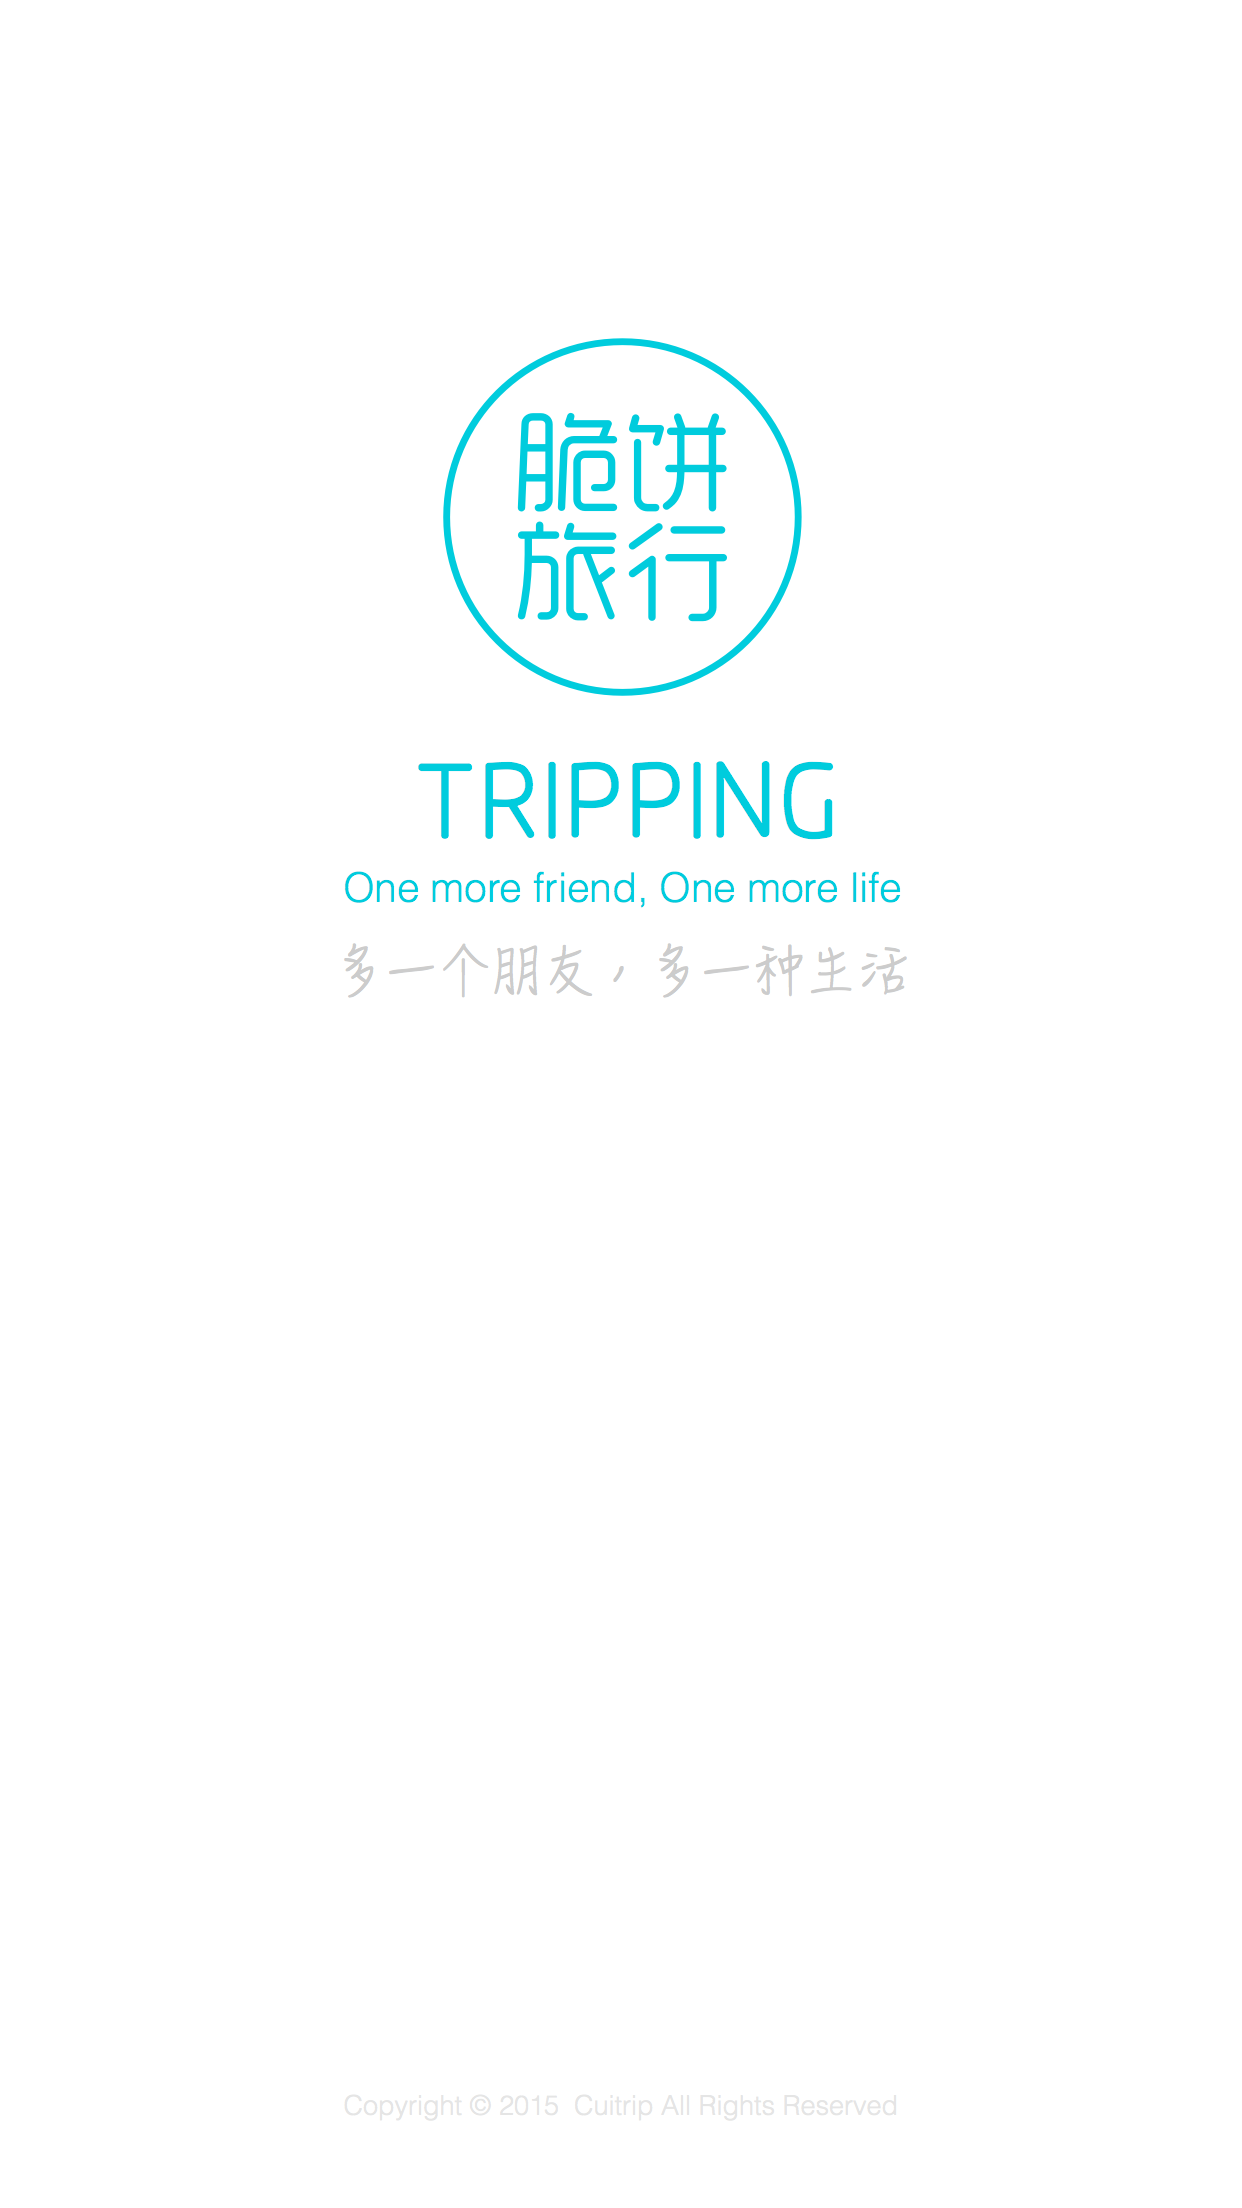 脆饼
旅行
TRIPPING
One more friend, One more life
多一个朋友，多一种生活
Copyright © 2015 Cuitrip All Rights Reserved